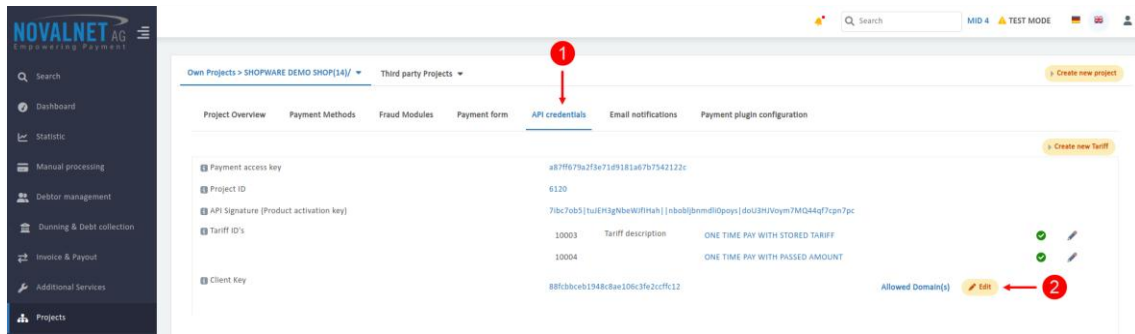 NOVALNET AG
Empowering Payment
Search
MID 4 TEST MODE
1
Search
Own Projects > SHOPWARE DEMO SHOP(14)/ Third party Projects
Create new project
Dashboard
Project Overview Payment Methods Fraud Modules Payment form API credentials Email notifications Payment plugin configuration
Statistic
Create new Tariff
Manual processing
Payment access key a87ff679a2f3e71d9181a67b7542122c
Project ID 6120
Debtor management
API Signature (Product activation key) 7ibc7ob5|tuJEH3gNbeWJfIHah||nbobljbnmdli0poys|doU3HJVoym7MQ44qf7cpn7pc
Dunning & Debt collection
Tariff ID's 10003 Tariff description ONE TIME PAY WITH STORED TARIFF
10004 ONE TIME PAY WITH PASSED AMOUNT
Invoice & Payout
Client Key 88fcbbceb1948c8ae106c3fe2ccffc12 Allowed Domain(s) Edit 2
Additional Services
Projects